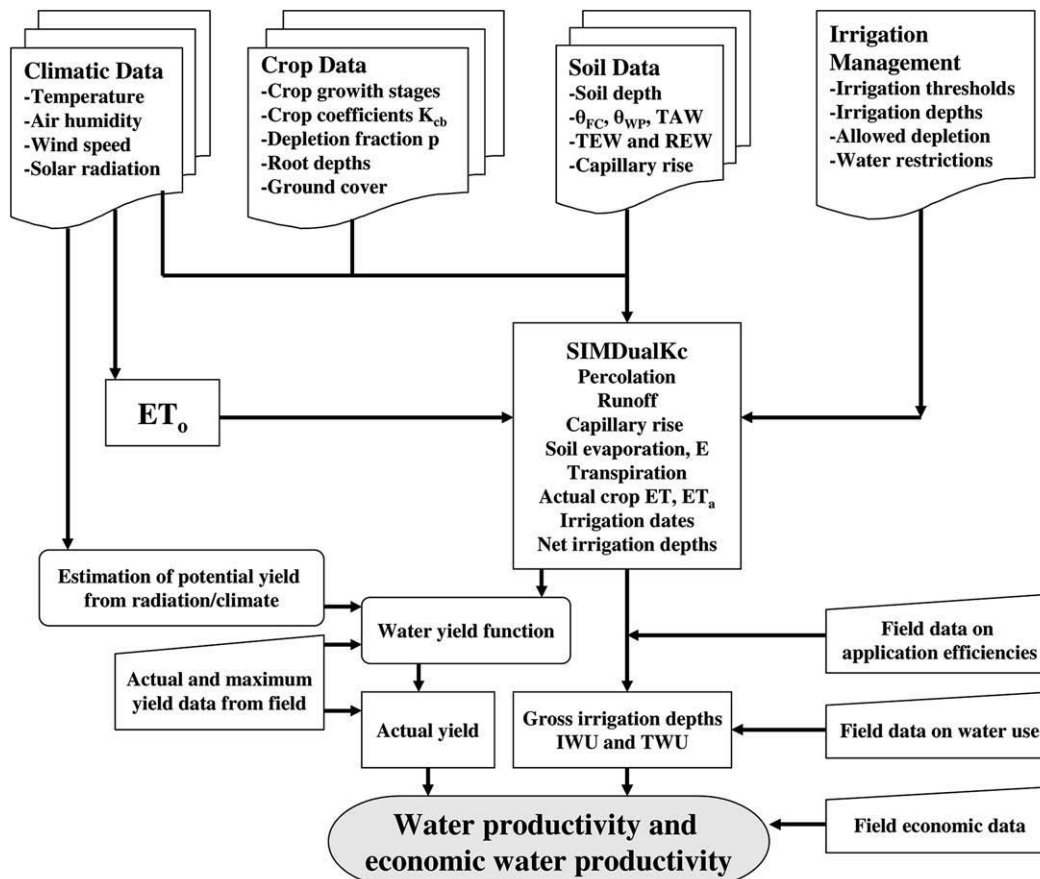 Climatic Data
-Temperature
-Air humidity
-Wind speed
-Solar radiation
Crop Data
-Crop growth stages
-Crop coefficients Kcb
-Depletion fraction p
-Root depths
-Ground cover
Soil Data
-Soil depth
-θFC, θWP, TAW
-TEW and REW
-Capillary rise
Irrigation
Management
-Irrigation thresholds
-Irrigation depths
-Allowed depletion
-Water restrictions
ETo
SIMDualKc
Percolation
Runoff
Capillary rise
Soil evaporation, E
Transpiration
Actual crop ET, ETa
Irrigation dates
Net irrigation depths
Estimation of potential yield
from radiation/climate
Water yield function
Actual and maximum
yield data from field
Actual yield
Gross irrigation depths
IWU and TWU
Field data on
application efficiencies
Field data on water use
Field economic data
Water productivity and
economic water productivity